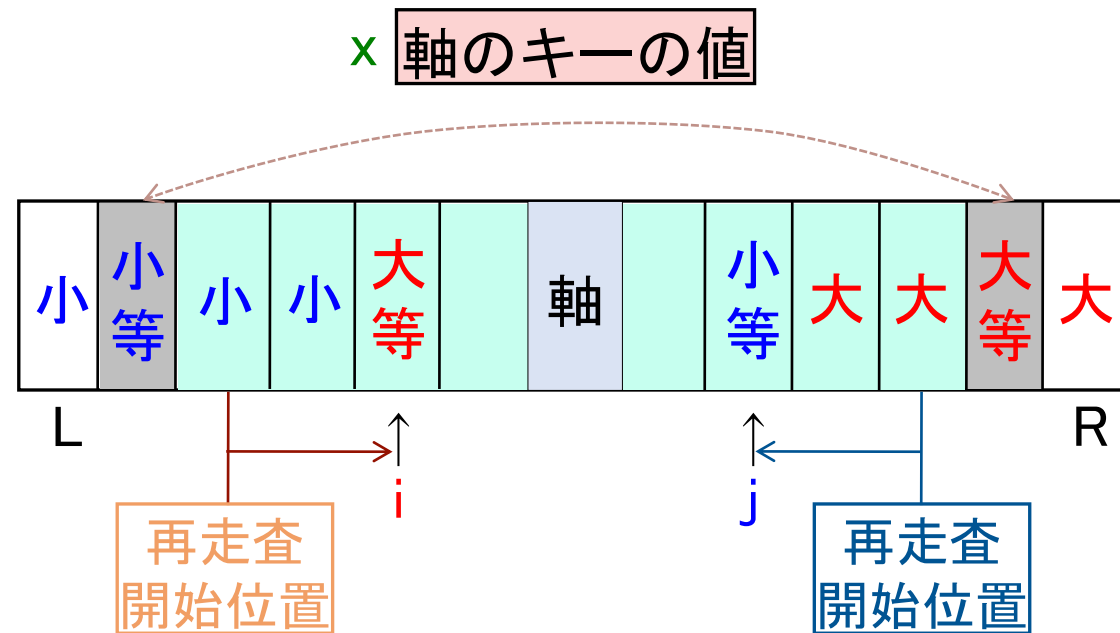 x 軸のキーの値
小 小等 小 小 大等 軸 小等 大 大 大等 大
L R
i j
再走査 再走査
開始位置 開始位置